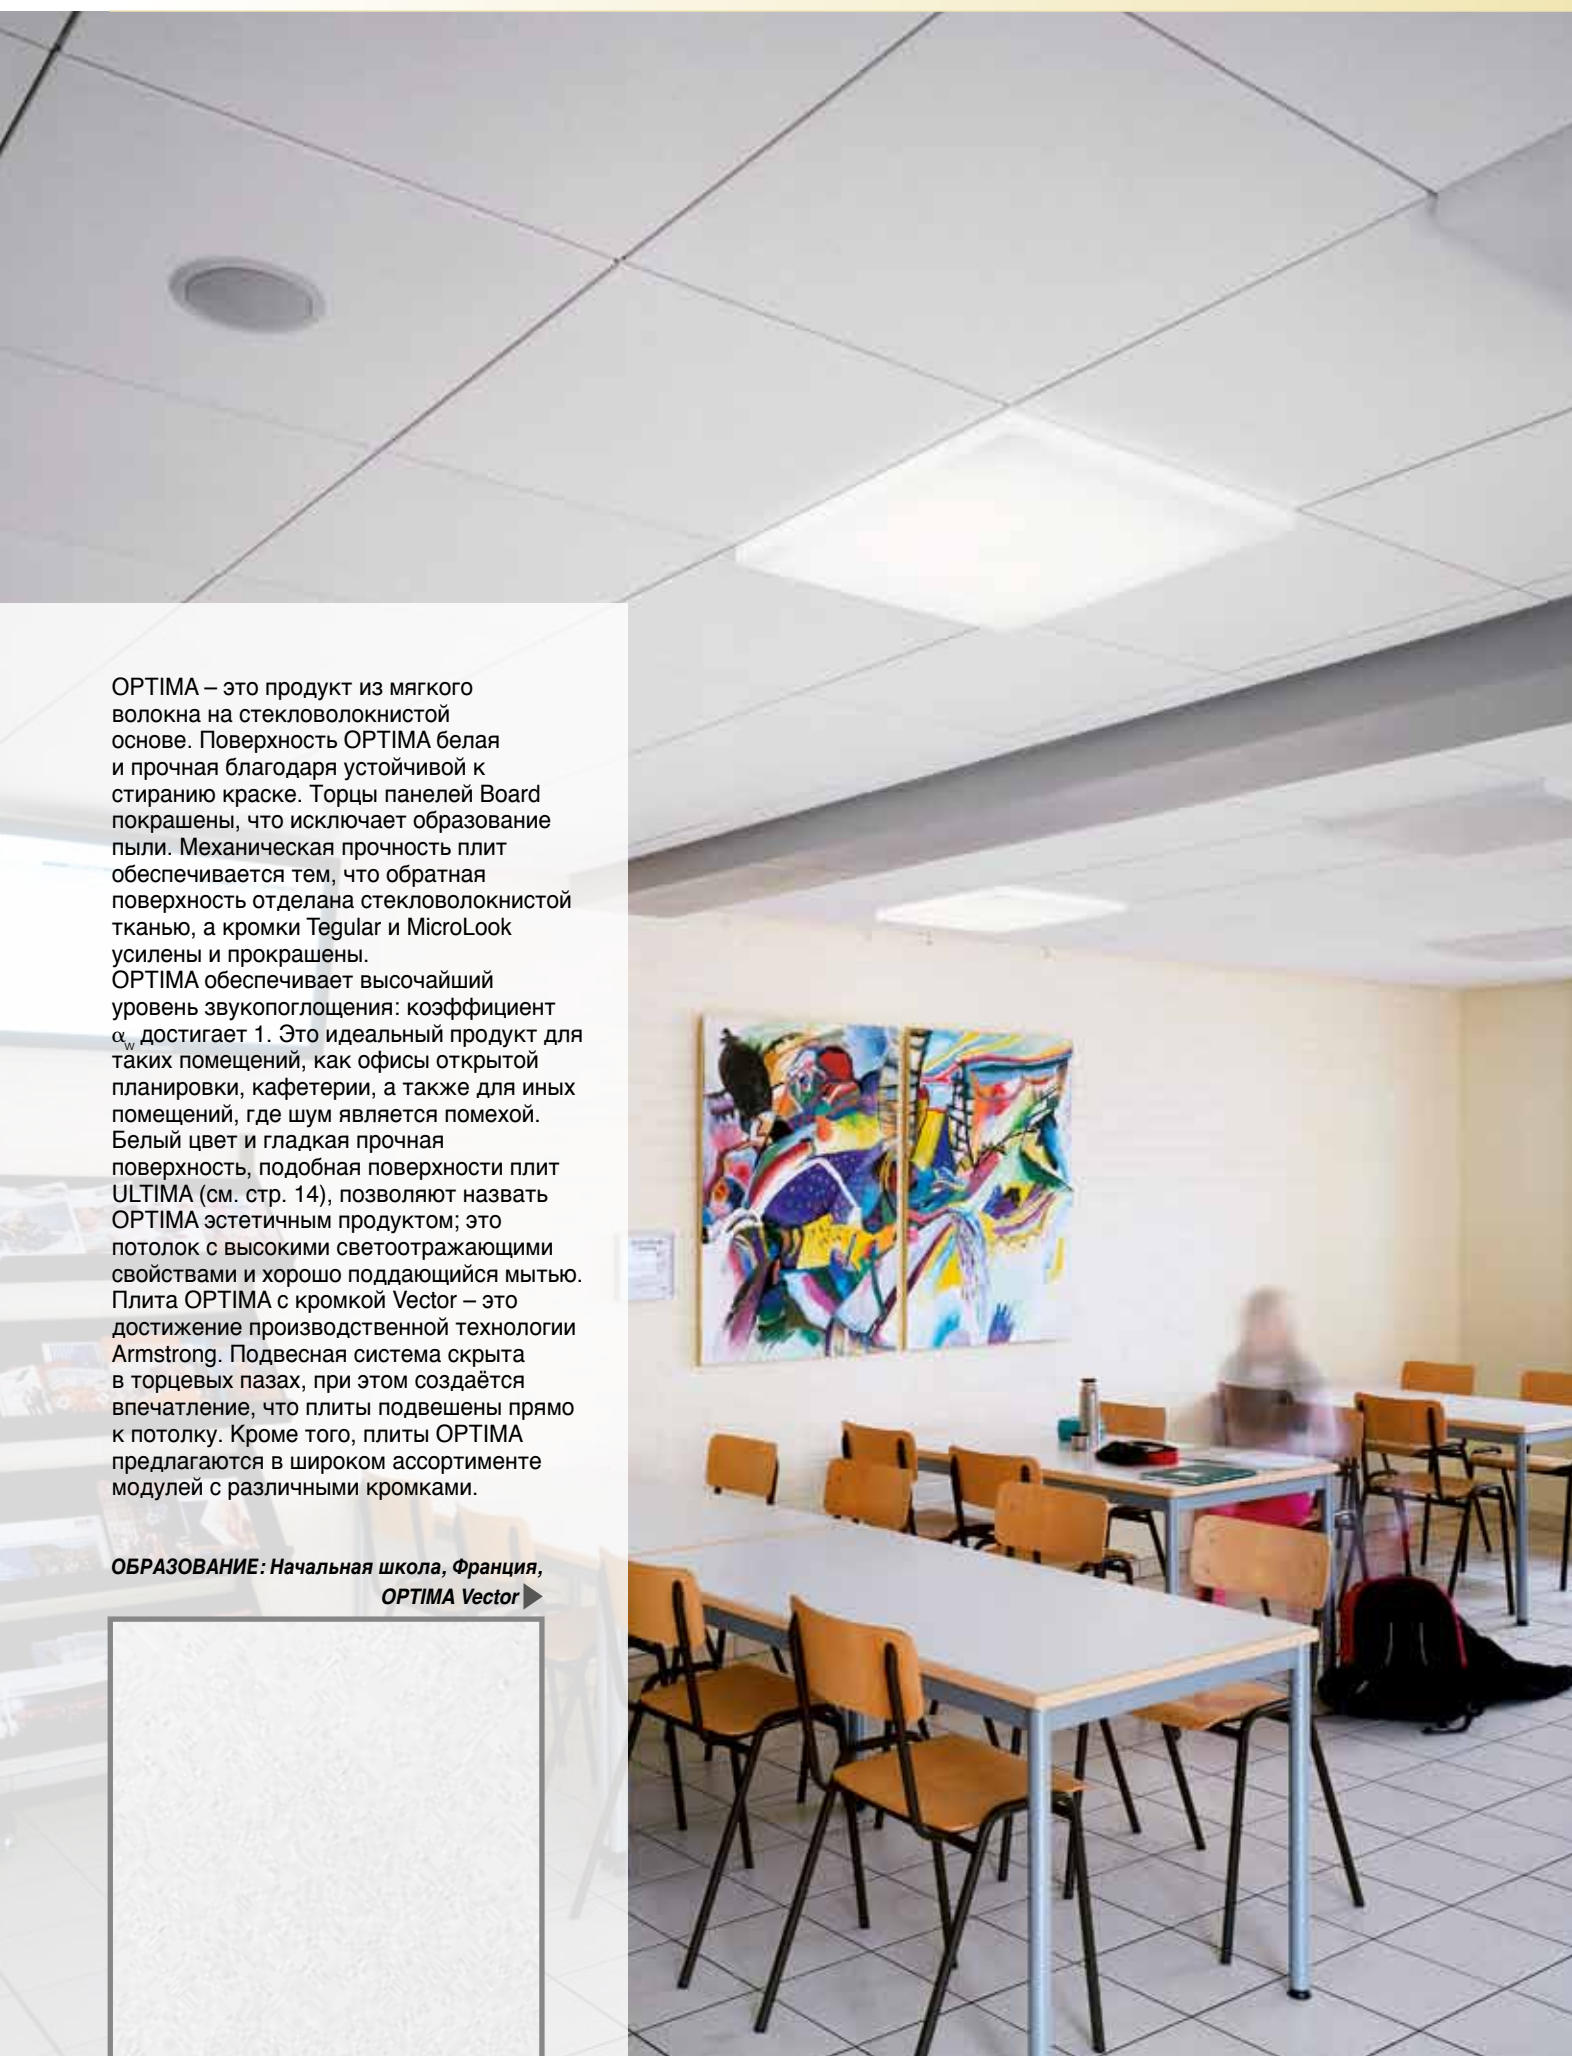 OPTIMA – это продукт из мягкого
волокна на стекловолокнистой
основе. Поверхность OPTIMA белая
и прочная благодаря устойчивой к
стиранию краске. Торцы панелей Board
покрашены, что исключает образование
пыли. Механическая прочность плит
обеспечивается тем, что обратная
поверхность отделана стекловолокнистой
тканью, а кромки Tegular и MicroLook
усилены и прокрашены.
OPTIMA обеспечивает высочайший
уровень звукопоглощения: коэффициент
αw достигает 1. Это идеальный продукт для
таких помещений, как офисы открытой
планировки, кафетерии, а также для иных
помещений, где шум является помехой.
Белый цвет и гладкая прочная
поверхность, подобная поверхности плит
ULTIMA (см. стр. 14), позволяют назвать
OPTIMA эстетичным продуктом; это
потолок с высокими светоотражающими
свойствами и хорошо поддающийся мытью.
Плита OPTIMA с кромкой Vector – это
достижение производственной технологии
Armstrong. Подвесная система скрыта
в торцевых пазах, при этом создаётся
впечатление, что плиты подвешены прямо
к потолку. Кроме того, плиты OPTIMA
предлагаются в широком ассортименте
модулей с различными кромками.
ОБРАЗОВАНИЕ: Начальная школа, Франция,
OPTIMA Vector